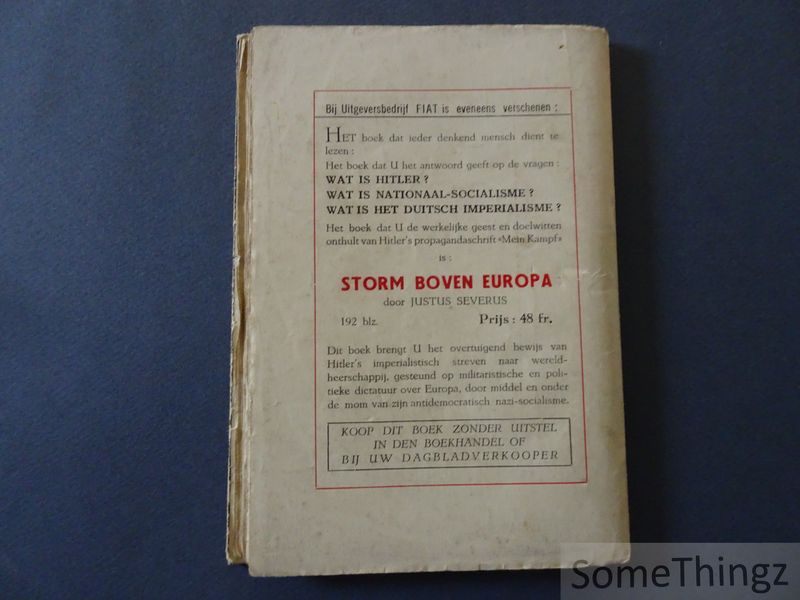 Bij Uitgeversbedrijf FIAT is eveneens verschenen :
HET boek dat ieder denkend mensch dient te
lezen :
Het boek dat U het antwoord geeft op de vragen :
WAT IS HITLER ?
WAT IS NATIONAAL-SOCIALISME ?
WAT IS HET DUITSCH IMPERIALISME ?
Het boek dat U de werkelijke geest en doelwitten
onthult van Hitler's propagandaschrift «Mein Kampf»
is :
STORM BOVEN EUROPA
door JUSTUS SEVERUS
192 blz. Prijs : 48 fr.
Dit boek brengt U het overtuigend bewijs van
Hitler's imperialistisch streven naar wereld-
heerschappij, gesteund op militaristische en poli-
tieke dictatuur over Europa, door middel en onder
de mom van zijn antidemocratisch nazi-socialisme.
KOOP DIT BOEK ZONDER UITSTEL
IN DEN BOEKHANDEL OF
BIJ UW DAGBLADVERKOOPER
SomeThingz